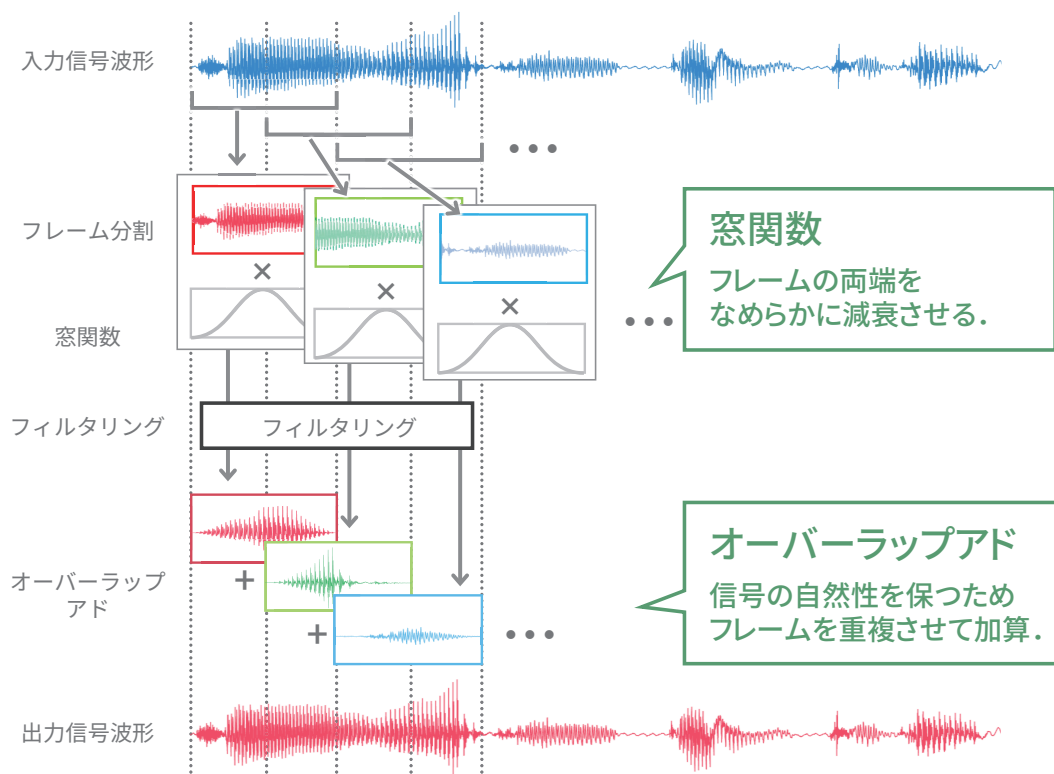 入力信号波形
フレーム分割
×
×
×
窓関数
窓関数
フレームの両端を
なめらかに減衰させる.
フィルタリング
フィルタリング
オーバーラップ
アド
+
+
オーバーラップアド
信号の自然性を保つため
フレームを重複させて加算.
出力信号波形